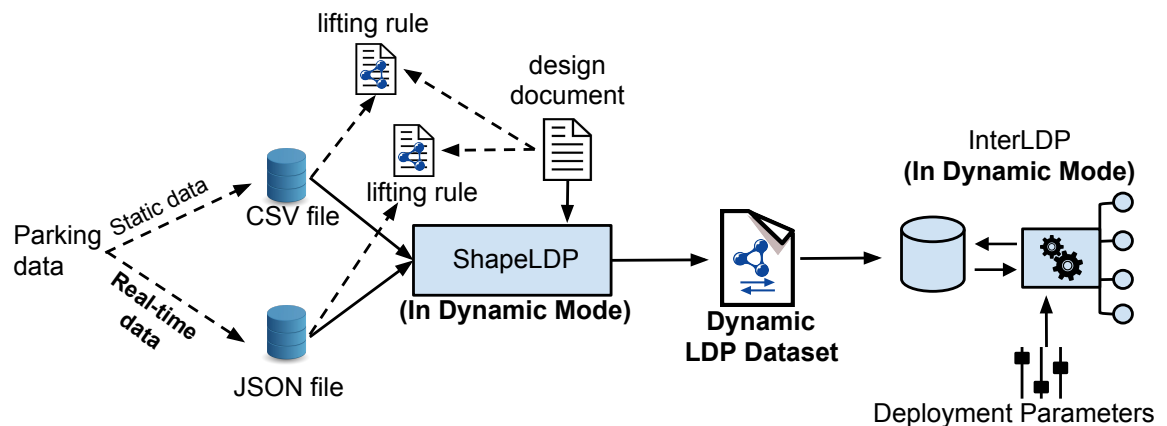 lifting rule
design
document
lifting rule
InterLDP
(In Dynamic Mode)
Static data
CSV file
Parking
data
ShapeLDP
(In Dynamic Mode)
Real-time
data
JSON file
Dynamic
LDP Dataset
Deployment Parameters